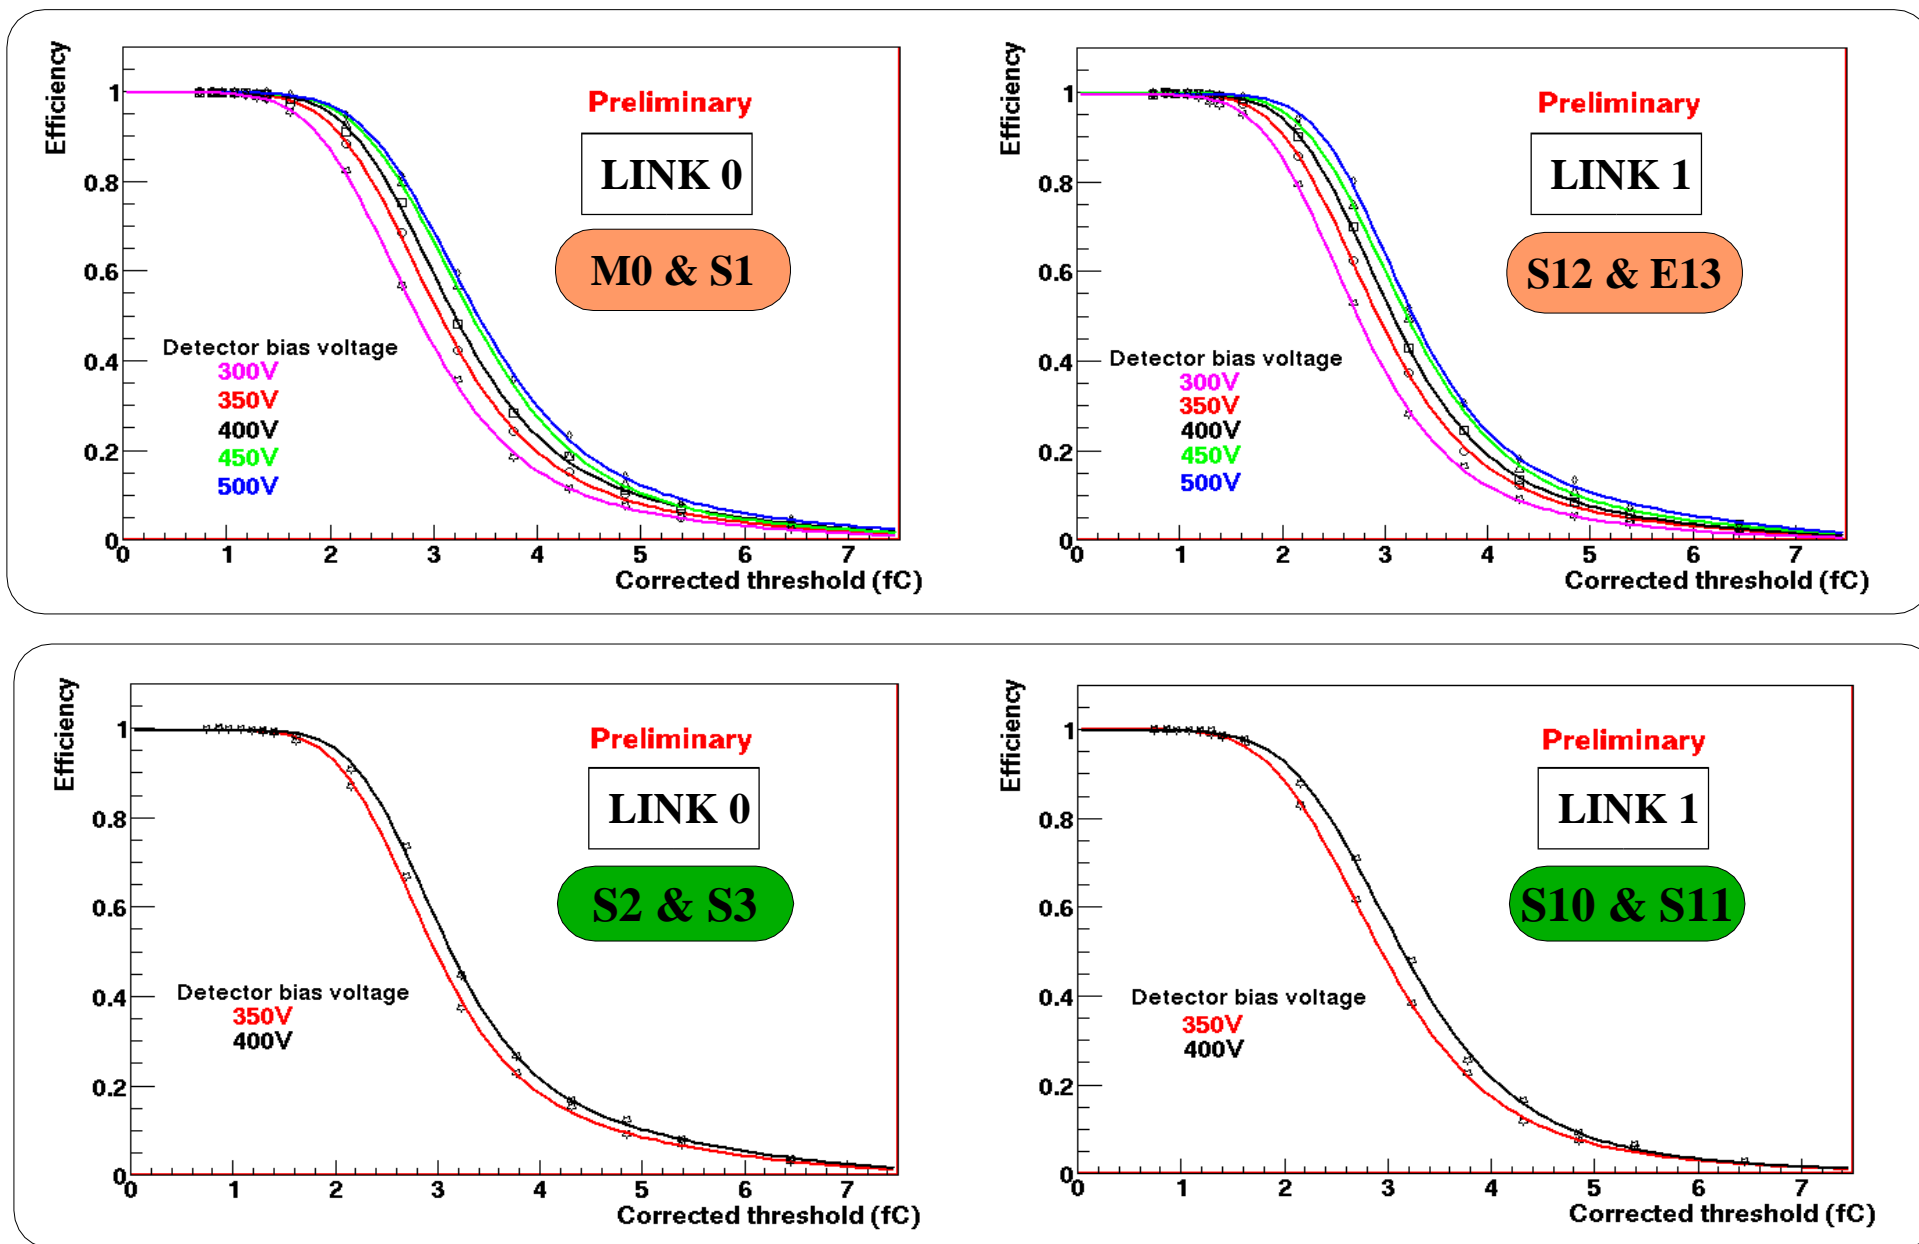 Efficiency
1
0.8
0.6
0.4
0.2
0
0 1 2 3 4 5 6 7
Corrected threshold (fC)
Preliminary
LINK 0
M0 & S1
Detector bias voltage
300V
350V
400V
450V
500V
Efficiency
1
0.8
0.6
0.4
0.2
0
0 1 2 3 4 5 6 7
Corrected threshold (fC)
Preliminary
LINK 1
S12 & E13
Detector bias voltage
300V
350V
400V
450V
500V
Efficiency
1
0.8
0.6
0.4
0.2
0
0 1 2 3 4 5 6 7
Corrected threshold (fC)
Preliminary
LINK 0
S2 & S3
Detector bias voltage
350V
400V
Efficiency
1
0.8
0.6
0.4
0.2
0
0 1 2 3 4 5 6 7
Corrected threshold (fC)
Preliminary
LINK 1
S10 & S11
Detector bias voltage
350V
400V